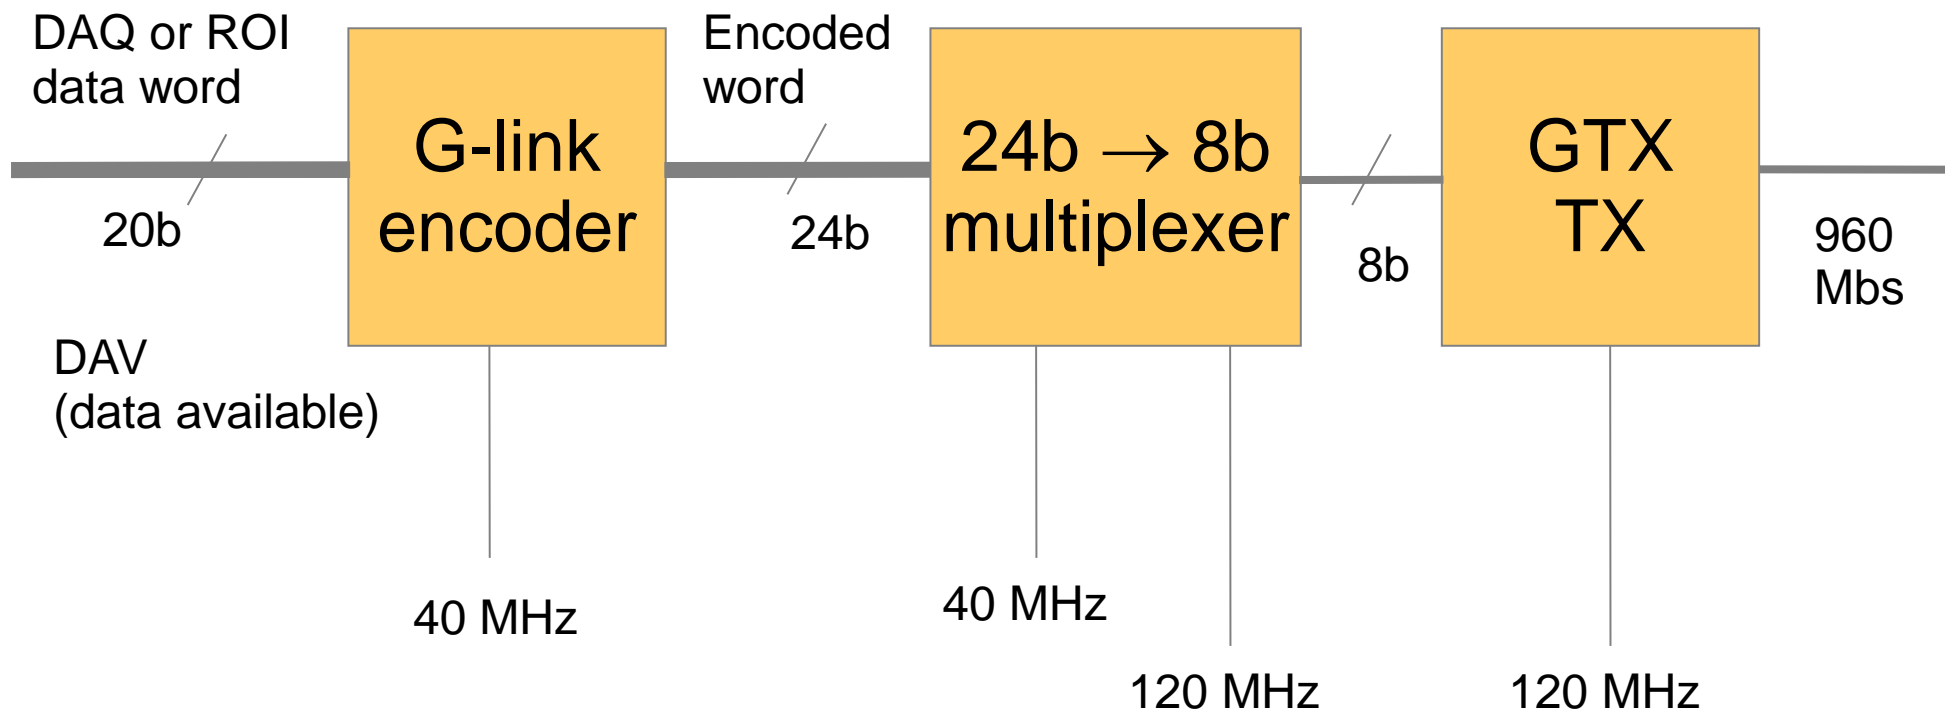 DAQ or ROI
data word
20b
DAV
(data available)
G-link
encoder
40 MHz
Encoded
word
24b
24b → 8b
multiplexer
40 MHz
120 MHz
8b
GTX
TX
120 MHz
960
Mbs